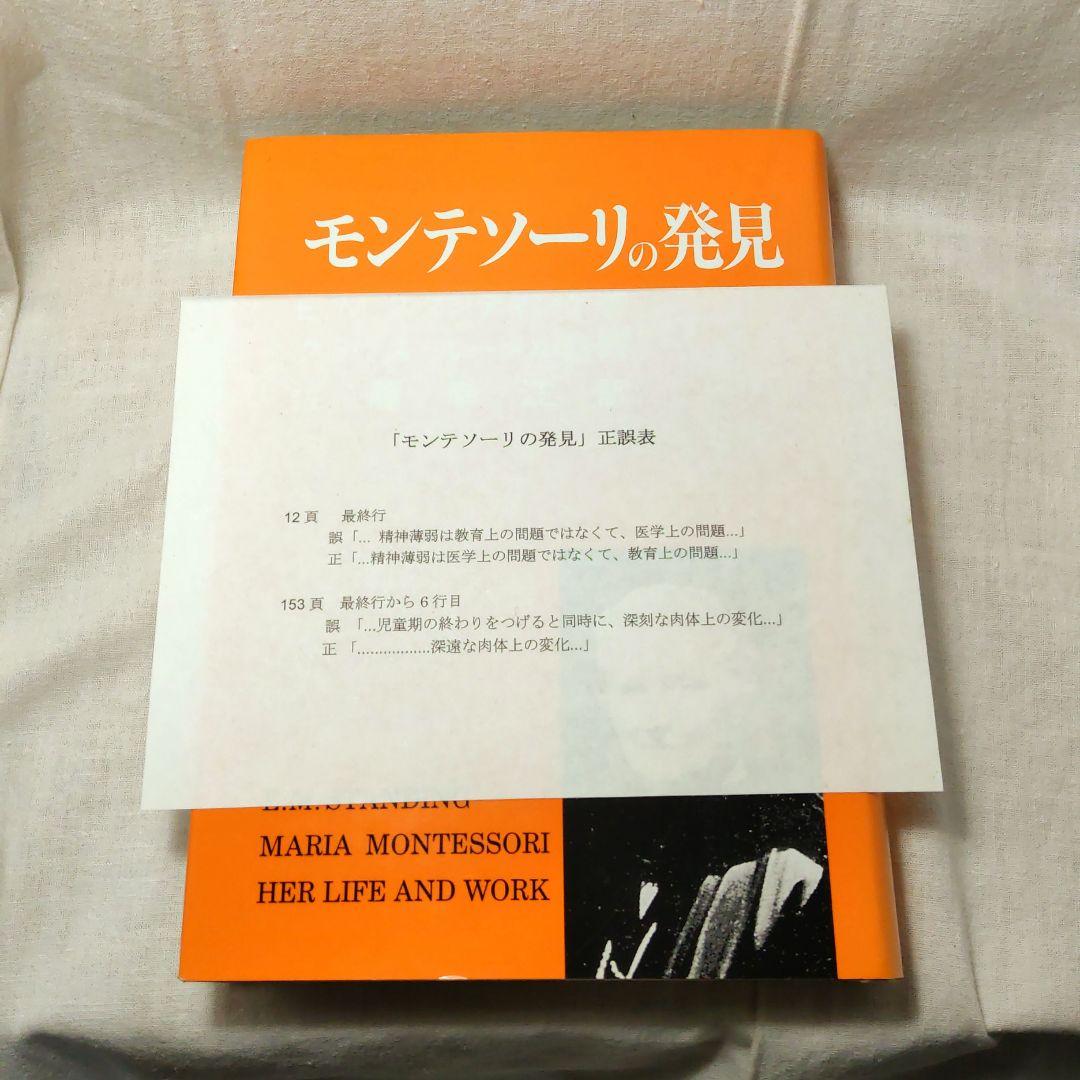 モンテソーリの発見
「モンテソーリの発見」正誤表
12頁 最終行
誤「... 精神薄弱は教育上の問題ではなくて、医学上の問題...」
正「...精神薄弱は医学上の問題ではなくて、教育上の問題...」
153頁 最終行から6行目
誤 「...児童期の終わりをつげると同時に、深刻な肉体上の変化...」
正 「.................深遠な肉体上の変化...」
E.M.STANDING
MARIA MONTESSORI
HER LIFE AND WORK